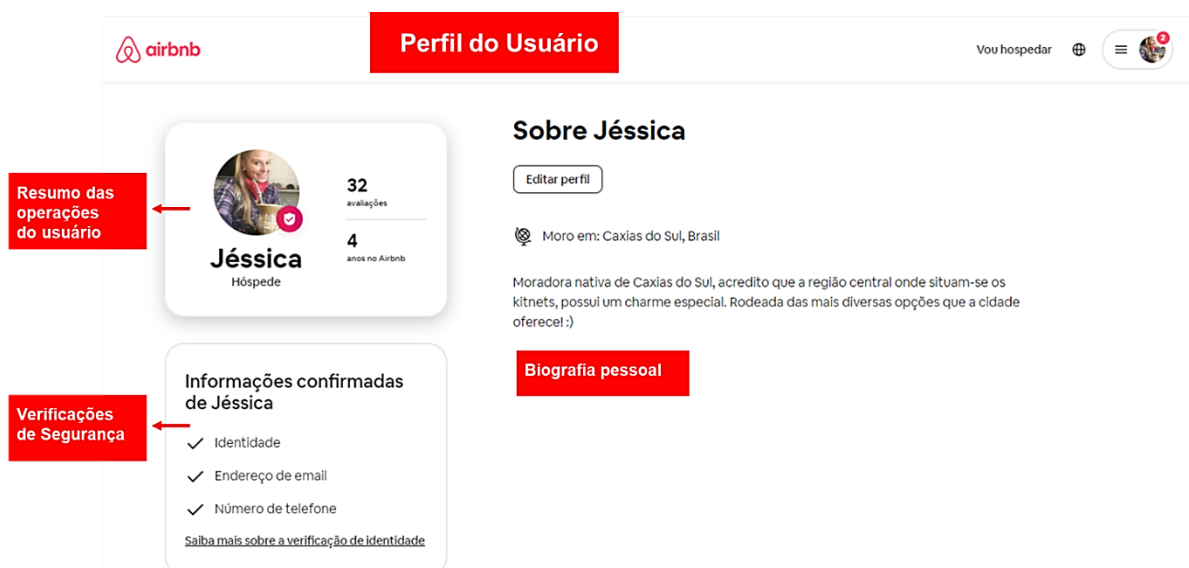 airbnb
Perfil do Usuário
Vou hospedar
2
Resumo das
operações
do usuário
32
avaliações
4
anos no Airbnb
Jéssica
Hóspede
Sobre Jéssica
Editar perfil
Moro em: Caxias do Sul, Brasil
Moradora nativa de Caxias do Sul, acredito que a região central onde situam-se os
kitnets, possui um charme especial. Rodeada das mais diversas opções que a cidade
oferece! :)
Biografia pessoal
Verificações
de Segurança
Informações confirmadas
de Jéssica
Identidade
Endereço de email
Número de telefone
Saiba mais sobre a verificação de identidade